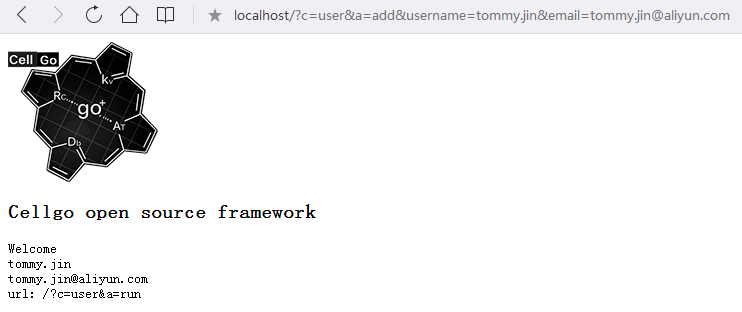 localhost/?c=user&a=add&username=tommy.jin&email=tommy.jin@aliyun.com
Cell Go
kv
Rc
go+
AT
Db
Cellgo open source framework
Welcome
tommy.jin
tommy.jin@aliyun.com
url: /?c=user&a=run